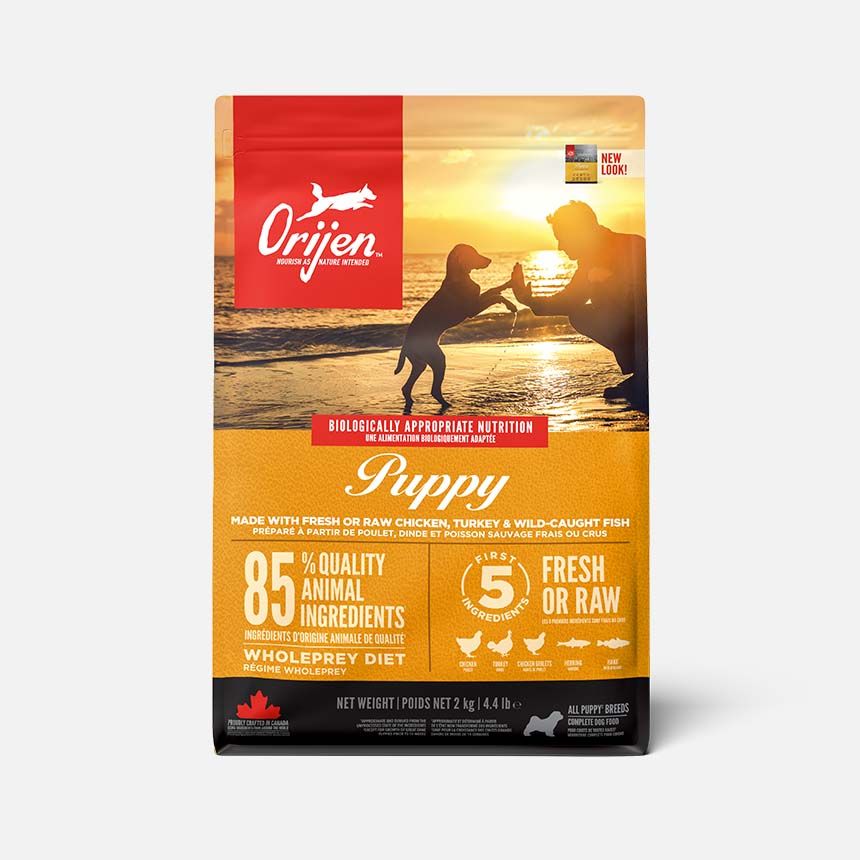 Orijen™
NOURISH AS NATURE INTENDED
NEW
LOOK!
BIOLOGICALLY APPROPRIATE NUTRITION
UNE ALIMENTATION BIOLOGIQUEMENT ADAPTÉE
Puppy
MADE WITH FRESH OR RAW CHICKEN, TURKEY & WILD-CAUGHT FISH
PRÉPARÉ À PARTIR DE POULET, DINDE ET POISSON SAUVAGE FRAIS OU CRUS
85% QUALITY
ANIMAL
INGREDIENTS
INGRÉDIENTS D'ORIGINE ANIMALE DE QUALITÉ
WHOLEPREY DIET
RÉGIME WHOLEPREY
FIRST
5
INGREDIENTS
FRESH
OR RAW
CHICKEN
TURKEY
CHICKEN GIBLETS
HERRING
HAKE
PROUDLY CRAFTED IN CANADA
NET WEIGHT | POIDS NET 2 kg | 4.4 lb e
ALL PUPPY* BREEDS
COMPLETE DOG FOOD